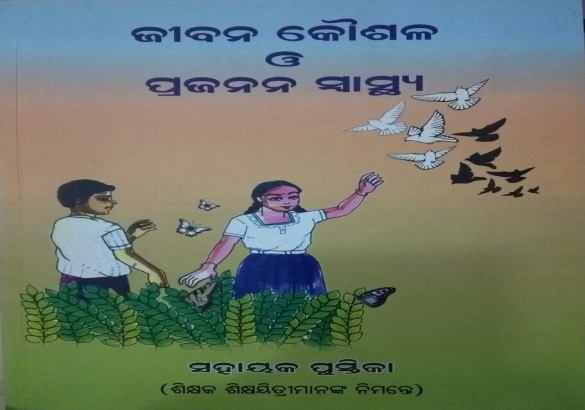 ଜୀବନ କୌଶଳ
ଓ
ପ୍ରଜନନ ସ୍ୱାସ୍ଥ୍ୟ
ସହାୟକ ପୁସ୍ତିକା
(ଶିକ୍ଷକ ଶିକ୍ଷୟିତ୍ରୀମାନଙ୍କ ନିମନ୍ତେ)